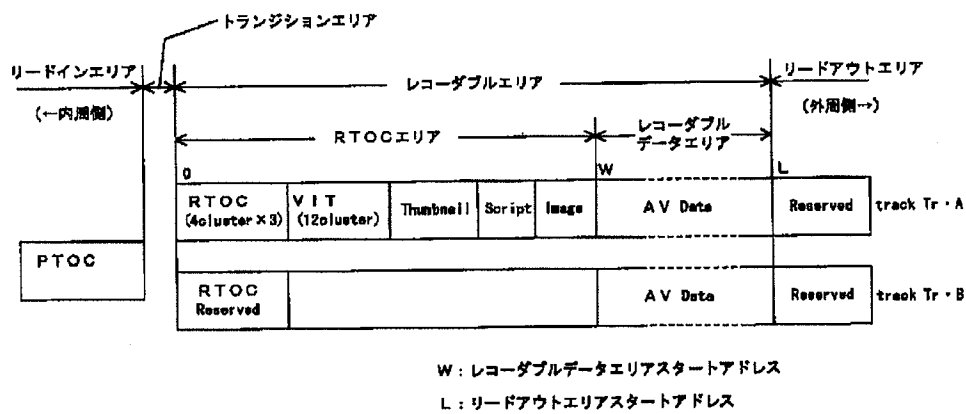 トランジションエリア
リードインエリア
レコーダブルエリア
リードアウトエリア
(←内周側)
(外周側→)
RTOCエリア
レコーダブル
データエリア
0
W
L
RTOC
(4cluster×3)
VIT
(12cluster)
Thumbnail
Script
Image
AV Data
Reserved
track Tr・A
PTOC
RTOC
Reserved
AV Data
Reserved
track Tr・B
W:レコーダブルデータエリアスタートアドレス
L:リードアウトエリアスタートアドレス